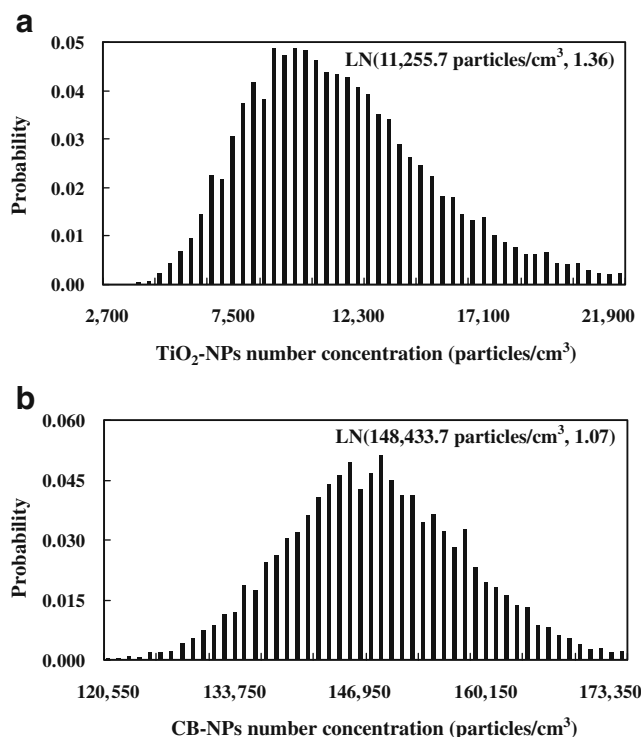 a
LN(11,255.7 particles/cm³, 1.36)
Probability
0.05
0.04
0.03
0.02
0.01
0.00
2,700 7,500 12,300 17,100 21,900
TiO₂-NPs number concentration (particles/cm³)
b
LN(148,433.7 particles/cm³, 1.07)
Probability
0.060
0.045
0.030
0.015
0.000
120,550 133,750 146,950 160,150 173,350
CB-NPs number concentration (particles/cm³)